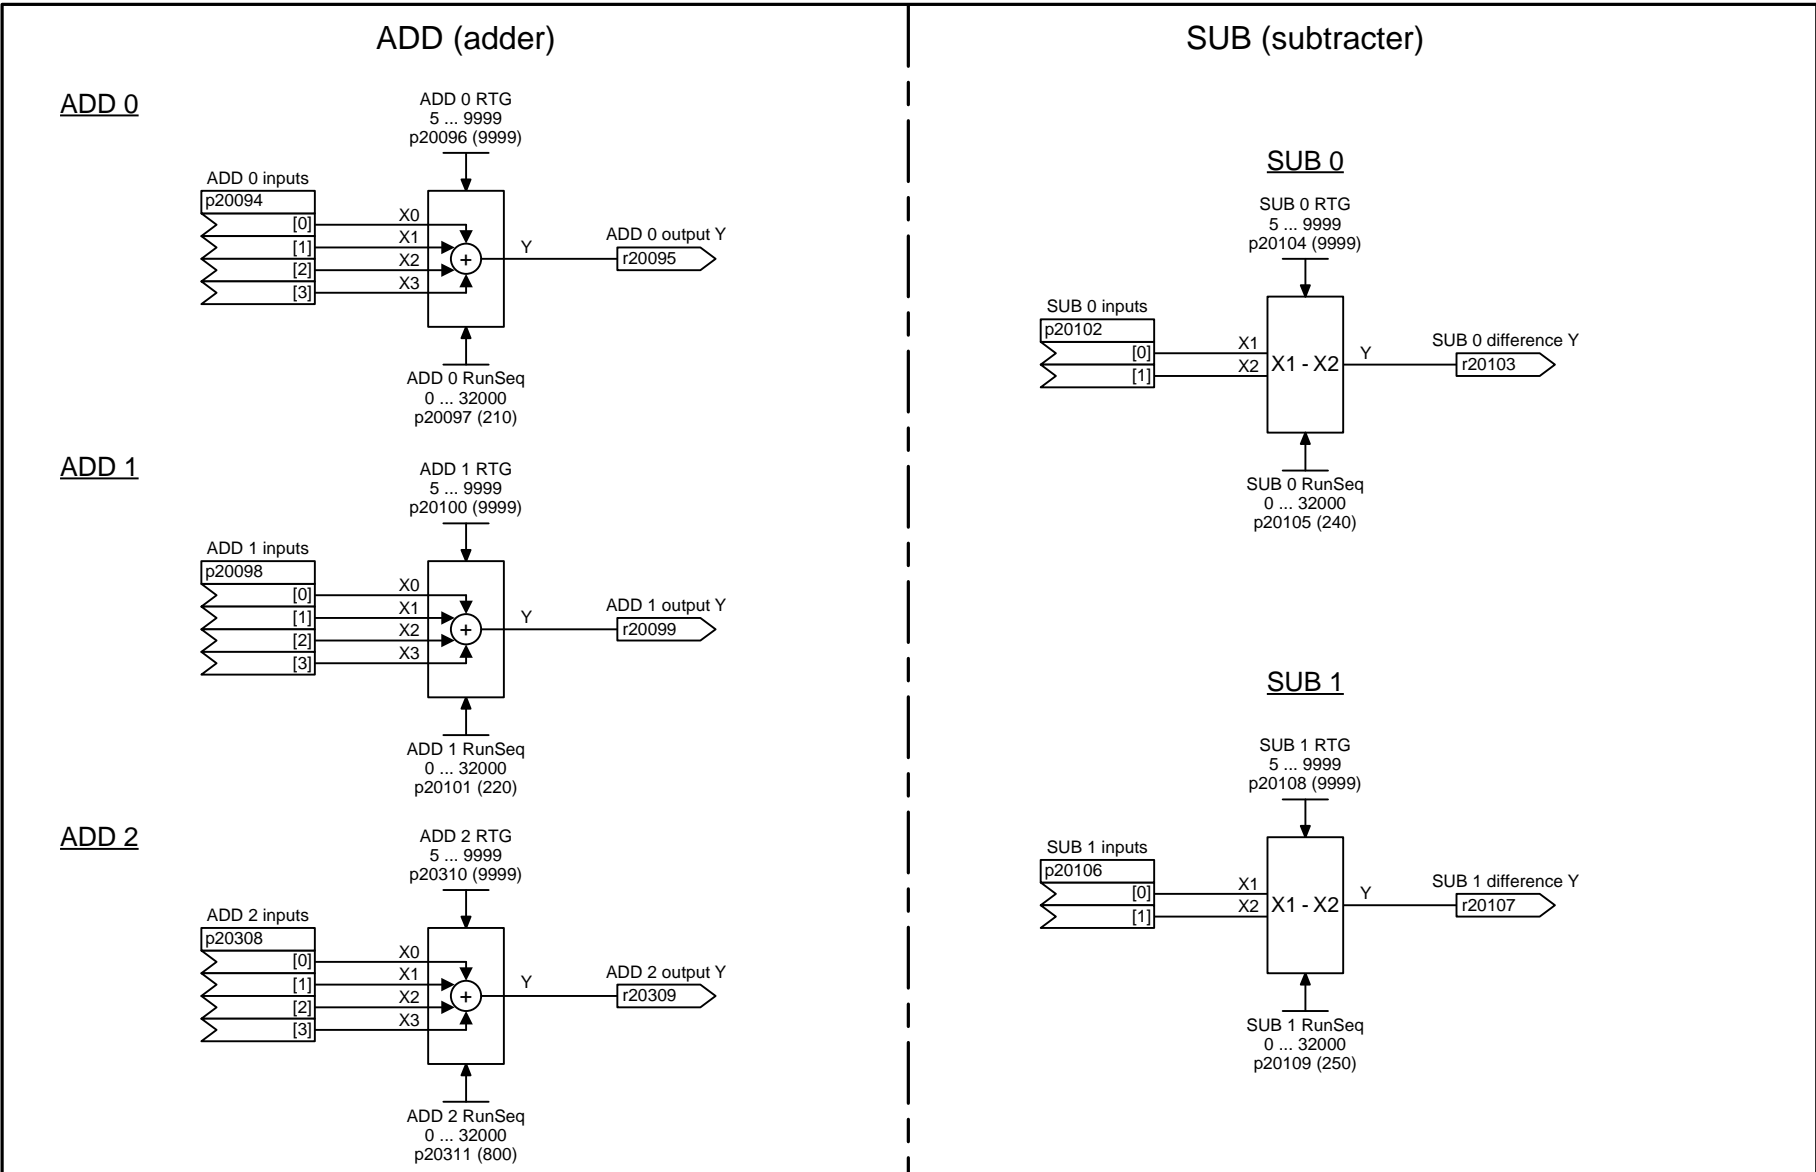 ADD (adder)
ADD 0
ADD 0 RTG
5 ... 9999
p20096 (9999)
ADD 0 inputs
p20094
[0]
X0
[1]
X1
[2]
X2
[3]
X3
+
Y
ADD 0 output Y
r20095
ADD 0 RunSeq
0 ... 32000
p20097 (210)
ADD 1
ADD 1 RTG
5 ... 9999
p20100 (9999)
ADD 1 inputs
p20098
[0]
X0
[1]
X1
[2]
X2
[3]
X3
+
Y
ADD 1 output Y
r20099
ADD 1 RunSeq
0 ... 32000
p20101 (220)
ADD 2
ADD 2 RTG
5 ... 9999
p20310 (9999)
ADD 2 inputs
p20308
[0]
X0
[1]
X1
[2]
X2
[3]
X3
+
Y
ADD 2 output Y
r20309
ADD 2 RunSeq
0 ... 32000
p20311 (800)
SUB (subtracter)
SUB 0
SUB 0 RTG
5 ... 9999
p20104 (9999)
SUB 0 inputs
p20102
[0]
X1
[1]
X2
X1 - X2
Y
SUB 0 difference Y
r20103
SUB 0 RunSeq
0 ... 32000
p20105 (240)
SUB 1
SUB 1 RTG
5 ... 9999
p20108 (9999)
SUB 1 inputs
p20106
[0]
X1
[1]
X2
X1 - X2
Y
SUB 1 difference Y
r20107
SUB 1 RunSeq
0 ... 32000
p20109 (250)